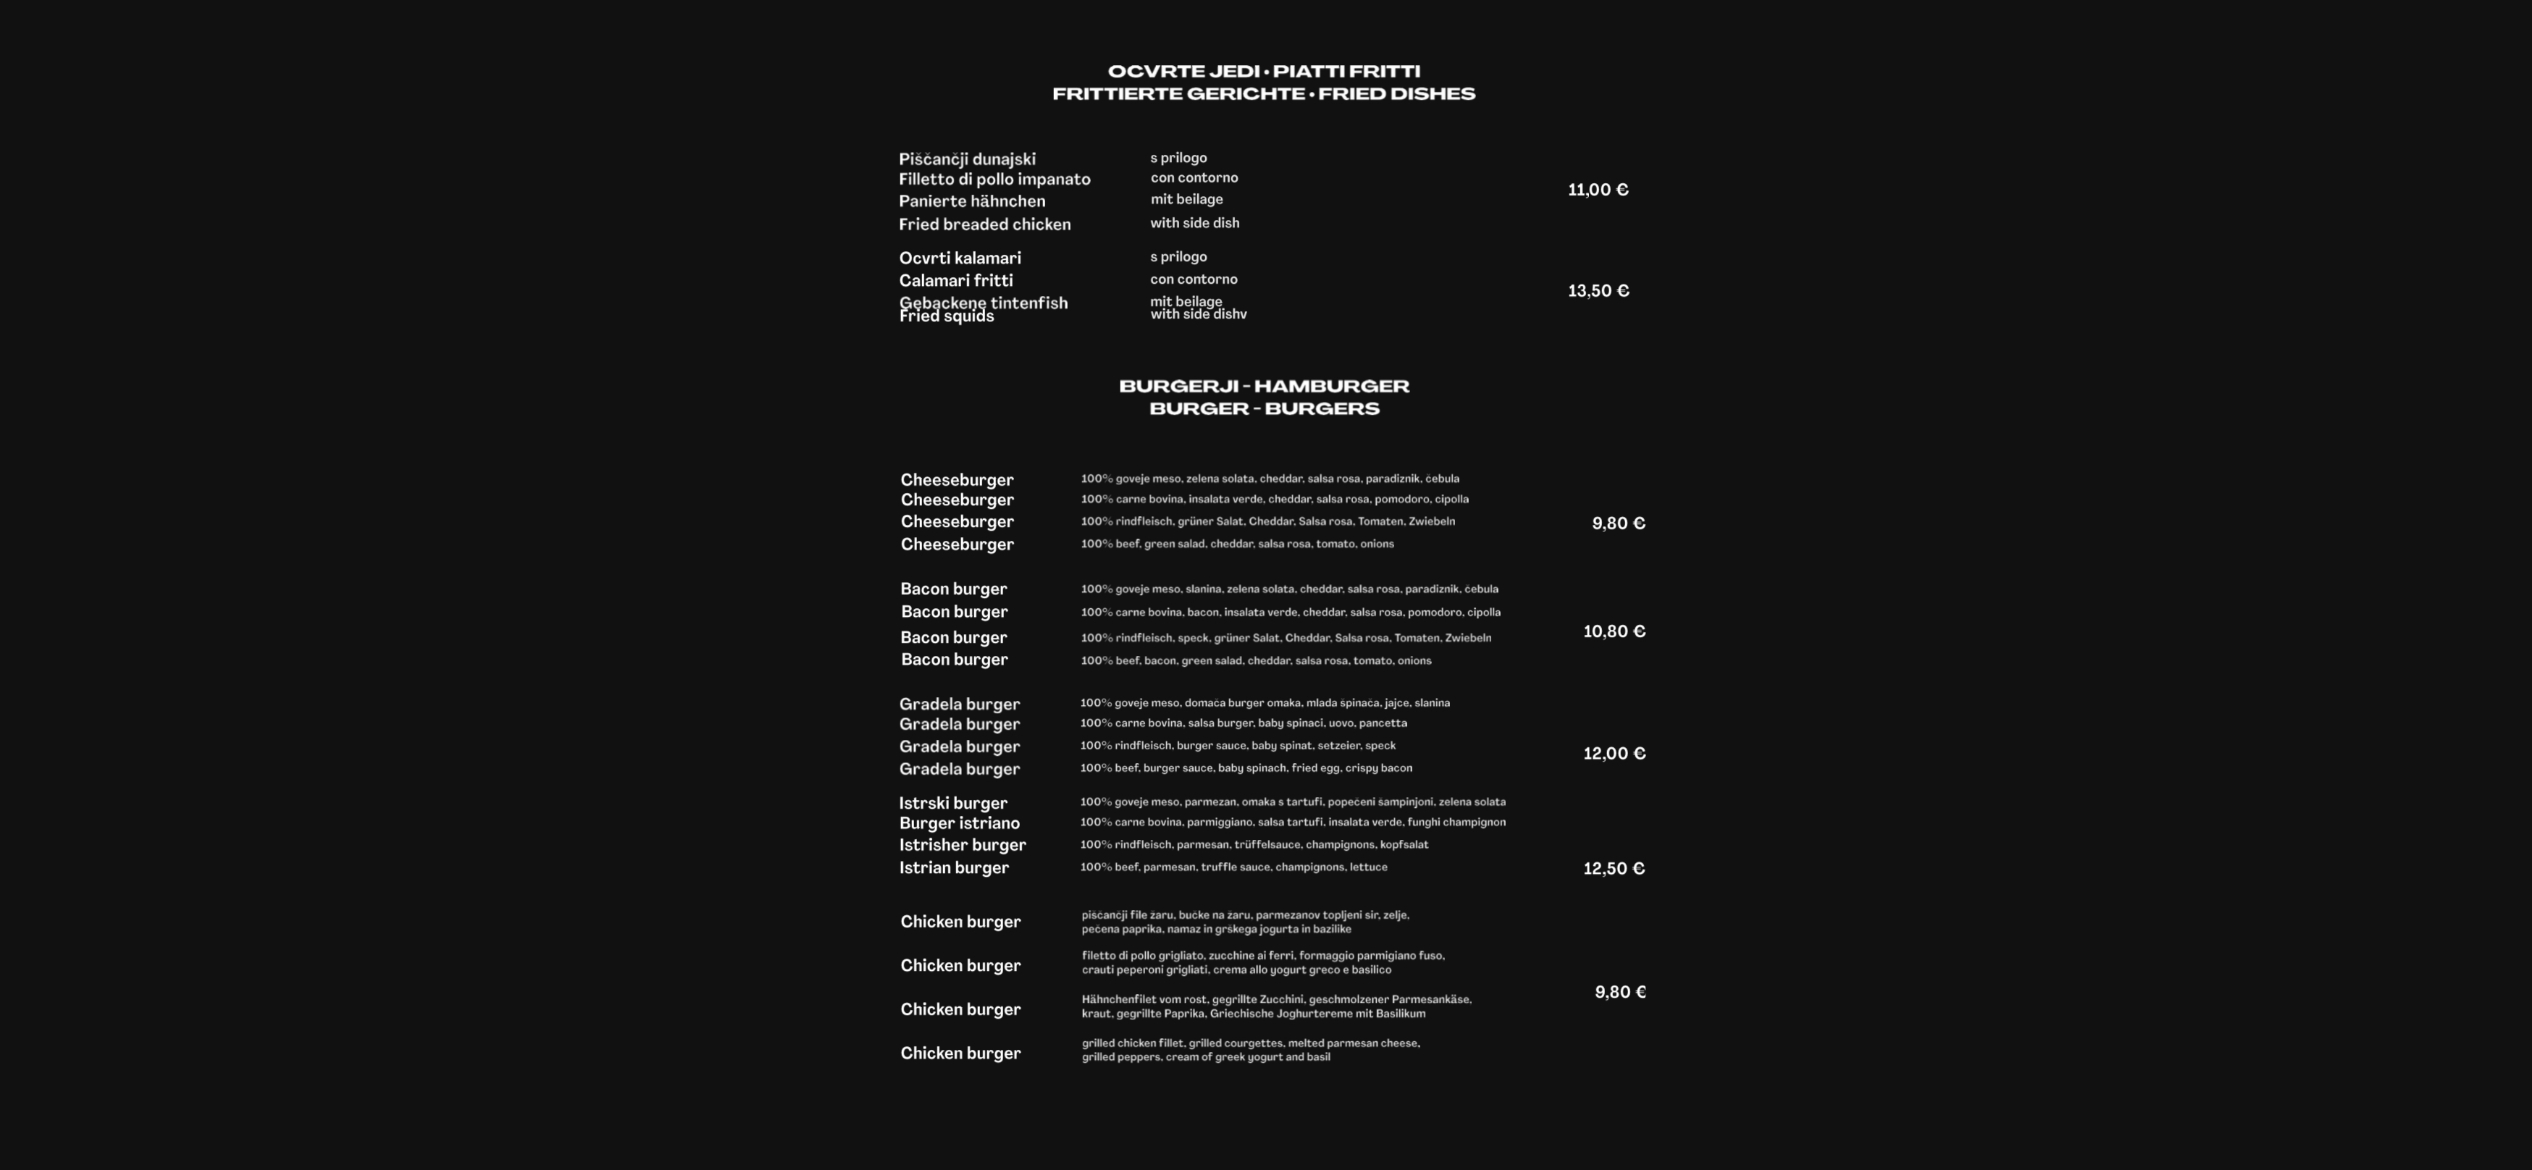 OCVRTE JEDI • PIATTI FRITTI
FRITTIERTE GERICHTE • FRIED DISHES
Piščančji dunajski s prilogo
Filletto di pollo impanato con contorno
11,00 €
Panierte hähnchen mit beilage
Fried breaded chicken with side dish
Ocvrti kalamari s prilogo
Calamari fritti con contorno
13,50 €
Gebackene tintenfish mit beilage
Fried squids with side dishv
BURGERJI - HAMBURGER
BURGER - BURGERS
Cheeseburger 100% goveje meso, zelena solata, cheddar, salsa rosa, paradiznik, čebula
Cheeseburger 100% carne bovina, insalata verde, cheddar, salsa rosa, pomodoro, cipolla
Cheeseburger 100% rindfleisch, grüner Salat, Cheddar, Salsa rosa, Tomaten, Zwiebeln 9,80 €
Cheeseburger 100% beef, green salad, cheddar, salsa rosa, tomato, onions
Bacon burger 100% goveje meso, slanina, zelena solata, cheddar, salsa rosa, paradiznik, čebula
Bacon burger 100% carne bovina, bacon, insalata verde, cheddar, salsa rosa, pomodoro, cipolla
10,80 €
Bacon burger 100% rindfleisch, speck, grüner Salat, Cheddar, Salsa rosa, Tomaten, Zwiebeln
Bacon burger 100% beef, bacon, green salad, cheddar, salsa rosa, tomato, onions
Gradela burger 100% goveje meso, domača burger omaka, mlada špinača, jajce, slanina
Gradela burger 100% carne bovina, salsa burger, baby spinaci, uovo, pancetta
Gradela burger 100% rindfleisch, burger sauce, baby spinat, setzeier, speck
12,00 €
Gradela burger 100% beef, burger sauce, baby spinach, fried egg, crispy bacon
Istrski burger 100% goveje meso, parmezan, omaka s tartufi, popečeni šampinjoni, zelena solata
Burger istriano 100% carne bovina, parmiggiano, salsa tartufi, insalata verde, funghi champignon
Istrisher burger 100% rindfleisch, parmesan, trüffelsauce, champignons, kopfsalat
Istrian burger 100% beef, parmesan, truffle sauce, champignons, lettuce 12,50 €
Chicken burger piščančji file žaru, bučke na žaru, parmezanov topljeni sir, zelje,
pečena paprika, namaz in grškega jogurta in bazilike
Chicken burger filetto di pollo grigliato, zucchine ai ferri, formaggio parmigiano fuso,
crauti peperoni grigliati, crema allo yogurt greco e basilico
9,80 €
Chicken burger Hähnchenfilet vom rost, gegrillte Zucchini, geschmolzener Parmesankäse,
kraut, gegrillte Paprika, Griechische Joghurtereme mit Basilikum
Chicken burger grilled chicken fillet, grilled courgettes, melted parmesan cheese,
grilled peppers, cream of greek yogurt and basil